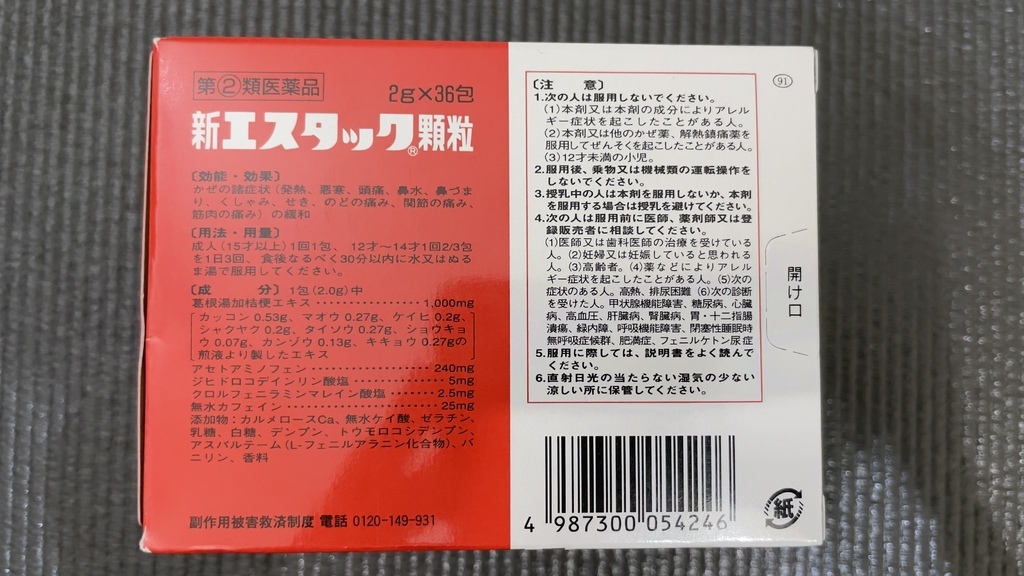 指②類医薬品
2g×36包
新エスタック®顆粒
〔効能・効果〕
かぜの諸症状(発熱、悪寒、頭痛、鼻水、鼻づま
り、くしゃみ、せき、のどの痛み、関節の痛み、
筋肉の痛み)の緩和
〔用法・用量〕
成人(15才以上)1回1包、12才〜14才1回2/3包
を1日3回、食後なるべく30分以内に水又はぬる
ま湯で服用してください。
〔成　分〕1包(2.0g)中
葛根湯加桔梗エキス‥‥‥‥‥‥‥1,000mg
カッコン0.53g、マオウ0.27g、ケイヒ0.2g、
シャクヤク0.2g、タイソウ0.27g、ショウキョ
ウ0.07g、カンゾウ0.13g、キキョウ0.27gの
煎液より製したエキス
アセトアミノフェン‥‥‥‥‥‥‥240mg
ジヒドロコデインリン酸塩‥‥‥‥‥5mg
クロルフェニラミンマレイン酸塩‥‥2.5mg
無水カフェイン‥‥‥‥‥‥‥‥‥25mg
添加物:カルメロースCa、無水ケイ酸、ゼラチン、
乳糖、白糖、デンプン、トウモロコシデンプン、
アスパルテーム(L-フェニルアラニン化合物)、バ
ニリン、香料
副作用被害救済制度 電話 0120-149-931
〔注　意〕
1.次の人は服用しないでください。
(1)本剤又は本剤の成分によりアレル
ギー症状を起こしたことがある人。
(2)本剤又は他のかぜ薬、解熱鎮痛薬を
服用してぜんそくを起こしたことがある人。
(3)12才未満の小児。
2.服用後、乗物又は機械類の運転操作を
しないでください。
3.授乳中の人は本剤を服用しないか、本剤
を服用する場合は授乳を避けてください。
4.次の人は服用前に医師、薬剤師又は登
録販売者に相談してください。
(1)医師又は歯科医師の治療を受けている
人。(2)妊婦又は妊娠していると思われる
人。(3)高齢者。(4)薬などによりアレル
ギー症状を起こしたことがある人。(5)次の
症状のある人。高熱、排尿困難 (6)次の診断
を受けた人。甲状腺機能障害、糖尿病、心臓
病、高血圧、肝臓病、腎臓病、胃・十二指腸
潰瘍、緑内障、呼吸機能障害、閉塞性睡眠時
無呼吸症候群、肥満症、フェニルケトン尿症
5.服用に際しては、説明書をよく読んで
ください。
6.直射日光の当たらない湿気の少ない
涼しい所に保管してください。
4 987300 054246
紙
16
開け口